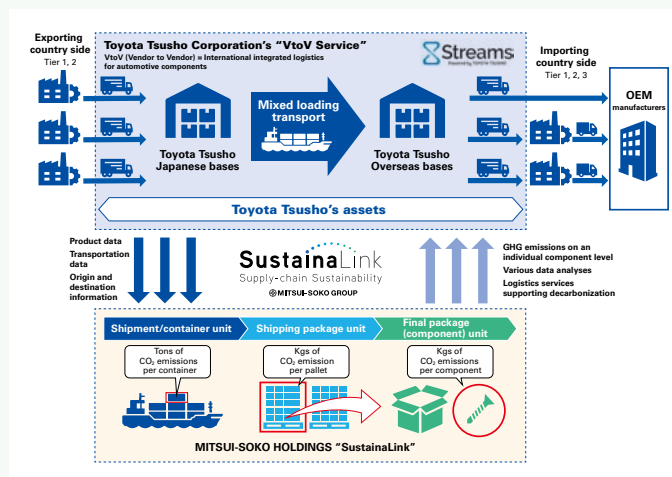 Exporting
country side
Tier 1, 2
Toyota Tsusho Corporation's "VtoV Service"
VtoV (Vendor to Vendor) = International integrated logistics
for automotive components
Streams
Powered by TOYOTA TSUSHO
Importing
country side
Tier 1, 2, 3
OEM
manufacturers
Mixed loading
transport
Toyota Tsusho
Japanese bases
Toyota Tsusho
Overseas bases
Toyota Tsusho's assets
Product data
Transportation
data
Origin and
destination
information
SustainaLink
Supply-chain Sustainability
MITSUI-SOKO GROUP
GHG emissions on an
individual component level
Various data analyses
Logistics services
supporting decarbonization
Shipment/container unit
Shipping package unit
Final package
(component) unit
Tons of
CO₂ emissions
per container
Kgs of
CO₂ emission
per pallet
Kgs of
CO₂ emissions
per component
MITSUI-SOKO HOLDINGS "SustainaLink"